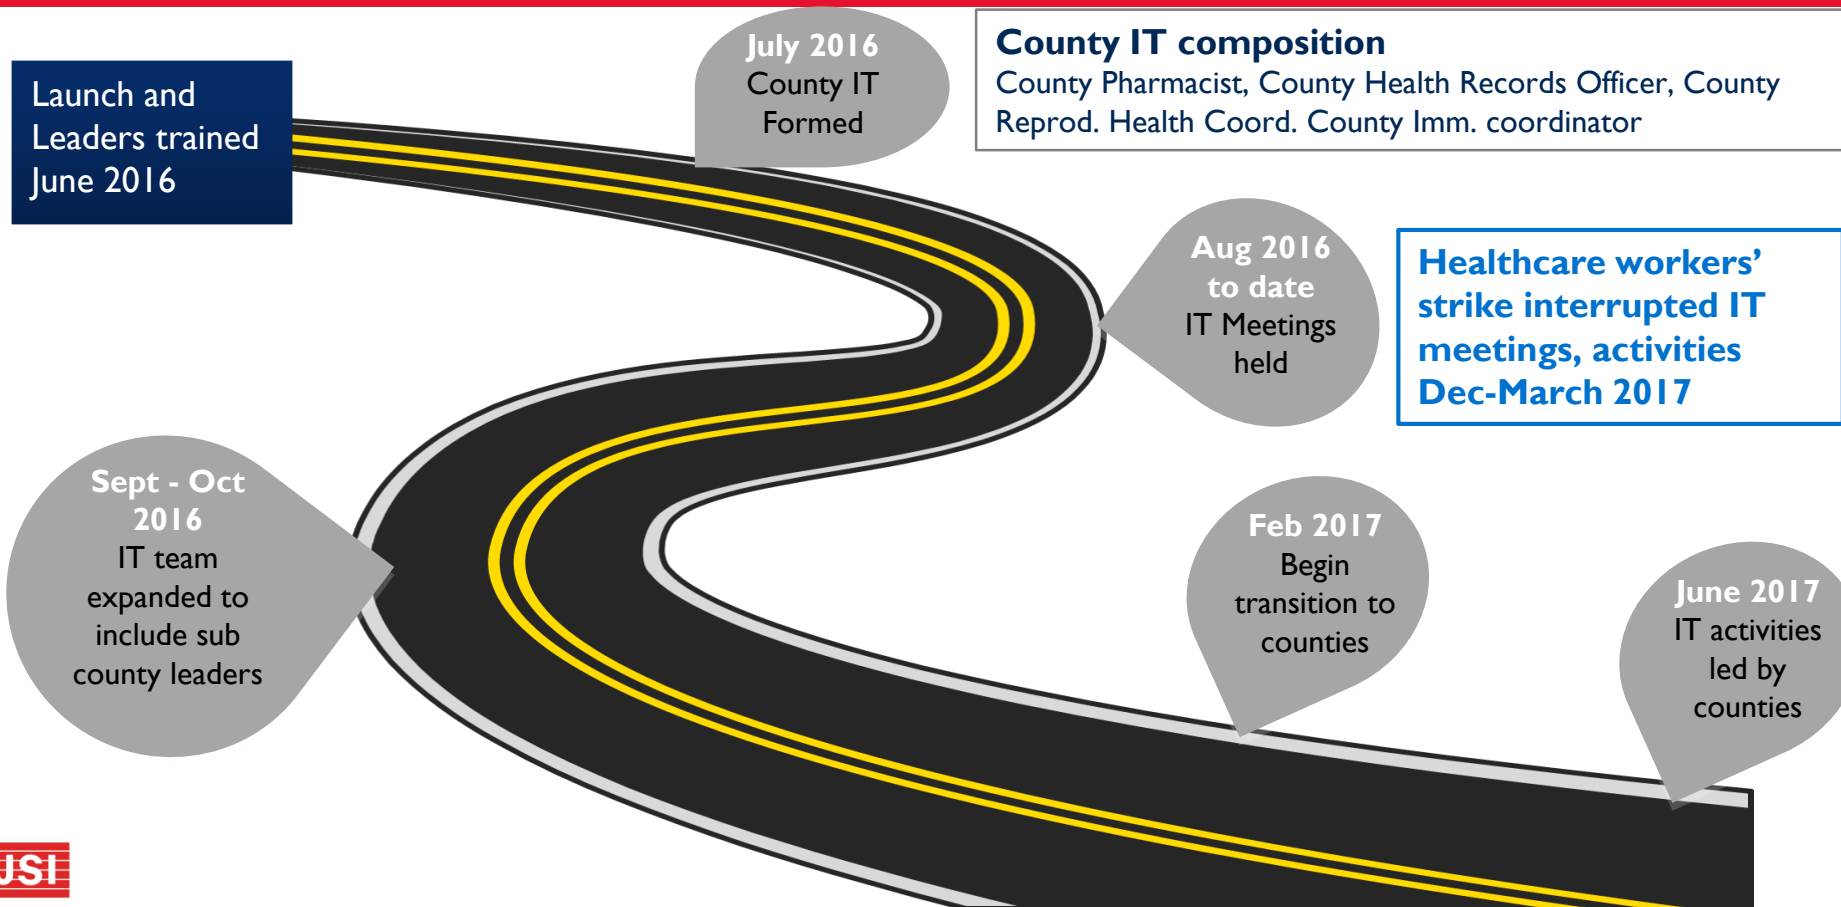 Launch and
Leaders trained
June 2016
July 2016
County IT
Formed
County IT composition
County Pharmacist, County Health Records Officer, County
Reprod. Health Coord. County Imm. coordinator
Aug 2016
to date
IT Meetings
held
Healthcare workers’
strike interrupted IT
meetings, activities
Dec-March 2017
Sept - Oct
2016
IT team
expanded to
include sub
county leaders
Feb 2017
Begin
transition to
counties
June 2017
IT activities
led by
counties
JSI